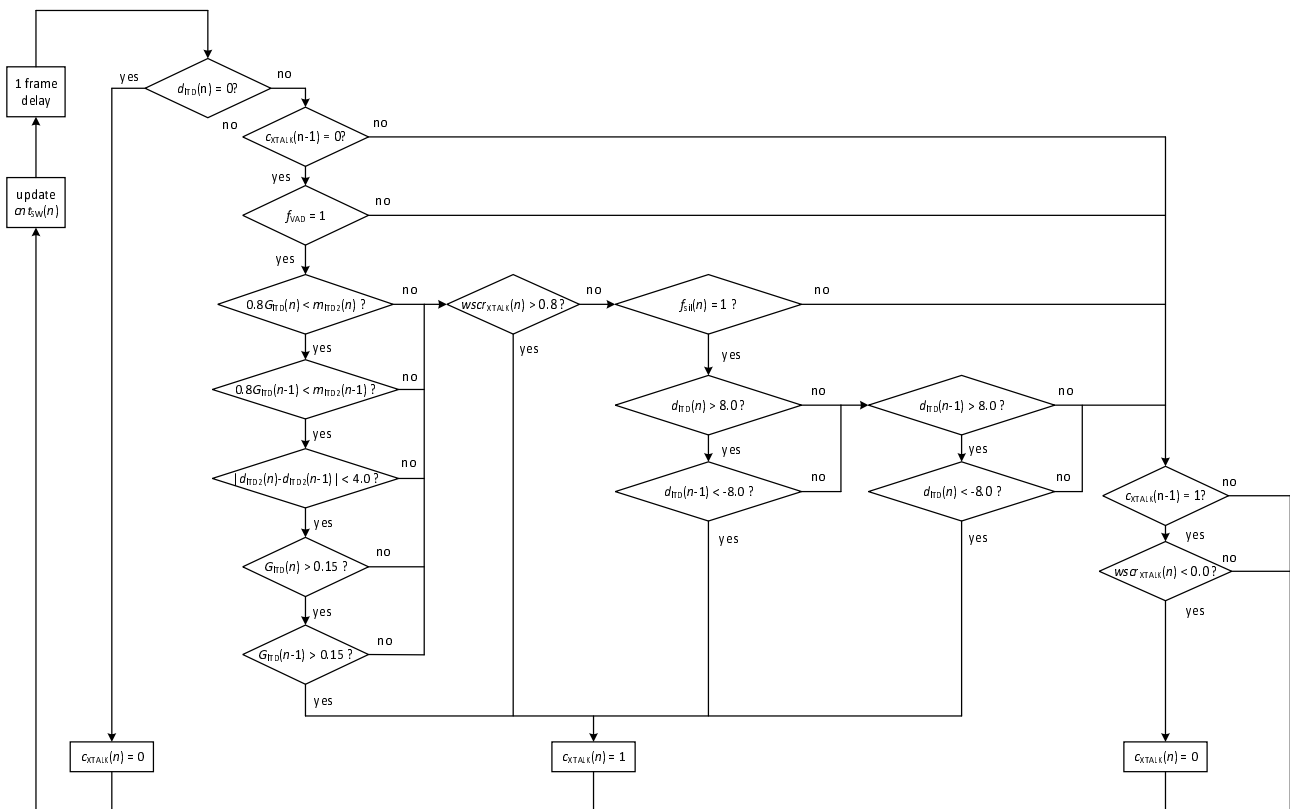 1 frame
delay
update
cntSW(n)
yes
dITD(n) = 0?
no
no
cXTALK(n-1) = 0?
no
yes
fVAD = 1
no
yes
0.8GITD(n) < mITD2(n) ?
no
yes
0.8GITD(n-1) < mITD2(n-1) ?
no
yes
|dITD2(n)-dITD2(n-1)| < 4.0 ?
no
yes
GITD(n) > 0.15 ?
no
yes
GITD(n-1) > 0.15 ?
no
yes
wscrXTALK(n) > 0.8 ?
no
yes
fsil(n) = 1 ?
no
yes
dITD(n) > 8.0 ?
no
yes
dITD(n-1) < -8.0 ?
no
yes
dITD(n-1) > 8.0 ?
no
yes
dITD(n) < -8.0 ?
no
yes
cXTALK(n-1) = 1?
no
yes
wscrXTALK(n) < 0.0 ?
no
yes
cXTALK(n) = 0
cXTALK(n) = 1
cXTALK(n) = 0